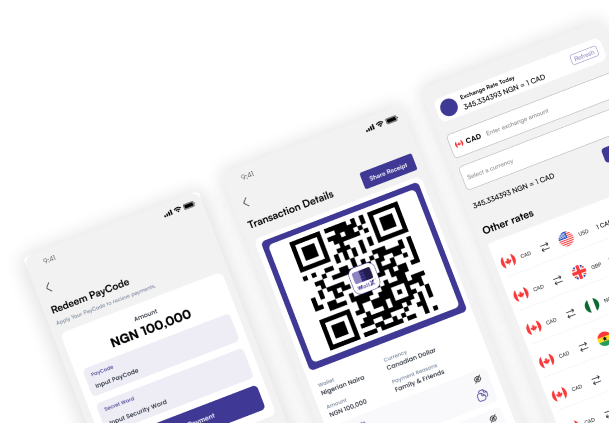 9:41
Redeem PayCode
Apply Your PayCode to recieve payments.
Amount
NGN 100,000
PayCode
Input PayCode
Secret Word
Input Security Word
Payment
9:41
Share Receipt
Transaction Details
Wallet
Nigerian Naira
Currency
Canadian Dollar
Amount
NGN 100,000
Payment Reasons
Family & Friends
Exchange Rate Today
345.334393 NGN = 1 CAD
Refresh
CAD Enter exchange amount
Select a currency
345.334393 NGN = 1 CAD
Other rates
CAD USD 1 CAD
CAD GBP
CAD
CAD
CAD
CAD